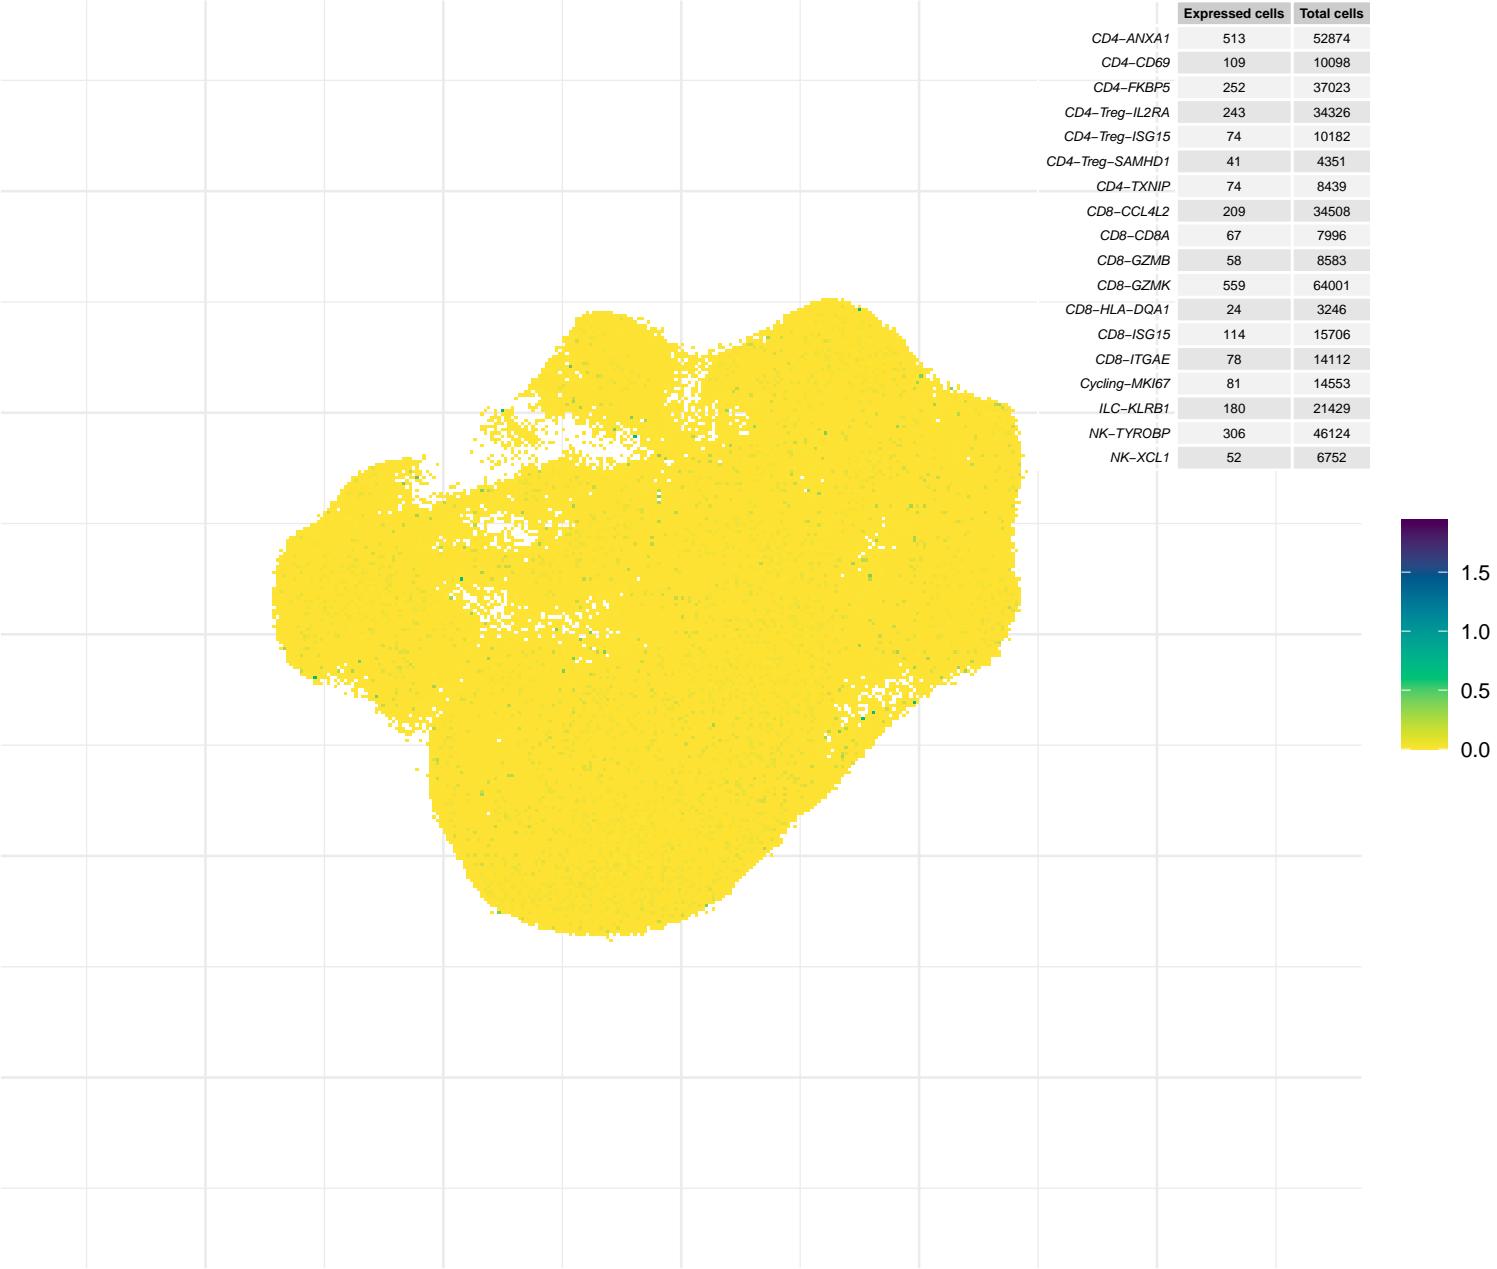 Expressed cells Total cells
CD4−ANXA1 513 52874
CD4−CD69 109 10098
CD4−FKBP5 252 37023
CD4−Treg−IL2RA 243 34326
CD4−Treg−ISG15 74 10182
CD4−Treg−SAMHD1 41 4351
CD4−TXNIP 74 8439
CD8−CCL4L2 209 34508
CD8−CD8A 67 7996
CD8−GZMB 58 8583
CD8−GZMK 559 64001
CD8−HLA−DQA1 24 3246
CD8−ISG15 114 15706
CD8−ITGAE 78 14112
Cycling−MKI67 81 14553
ILC−KLRB1 180 21429
NK−TYROBP 306 46124
NK−XCL1 52 6752
1.5
1.0
0.5
0.0